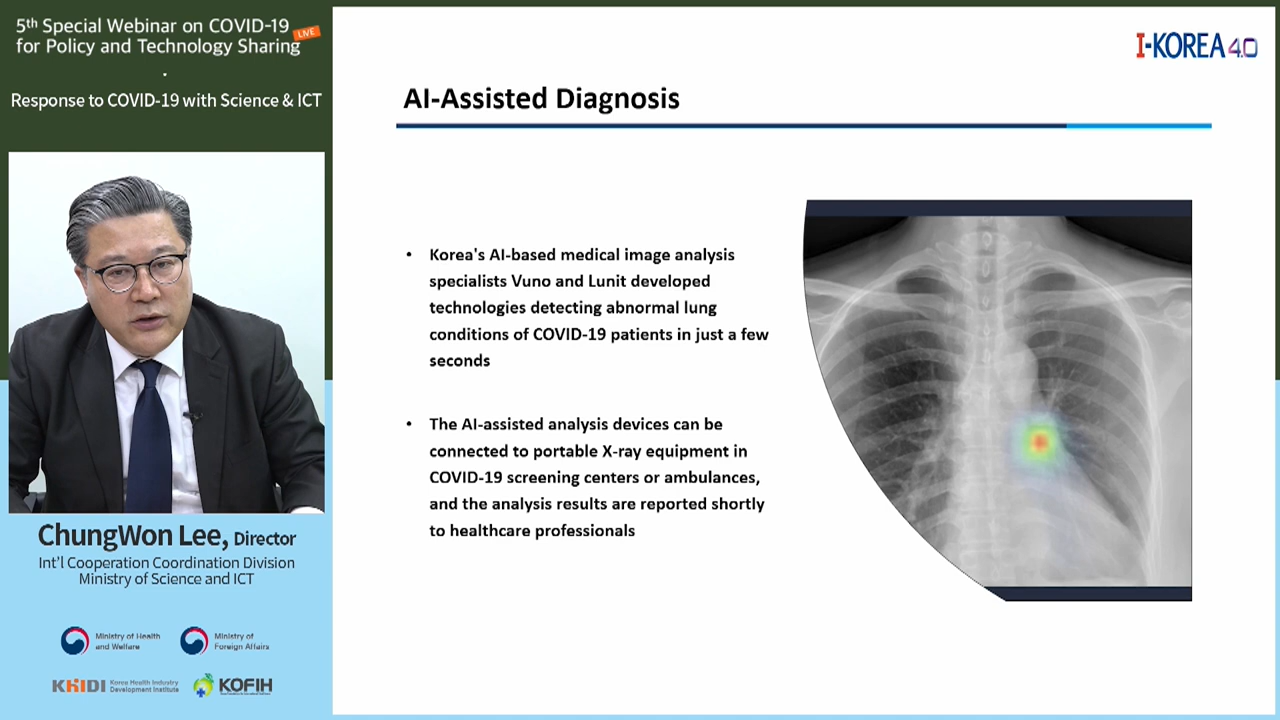 5th Special Webinar on COVID-19
for Policy and Technology Sharing
LIVE
Response to COVID-19 with Science & ICT
ChungWon Lee, Director
Int'l Cooperation Coordination Division
Ministry of Science and ICT
Ministry of Health
and Welfare
Ministry of
Foreign Affairs
KHIDI
Korea Health Industry
Development Institute
KOFIH
I-KOREA 4.0
AI-Assisted Diagnosis
• Korea's AI-based medical image analysis
specialists Vuno and Lunit developed
technologies detecting abnormal lung
conditions of COVID-19 patients in just a few
seconds
• The AI-assisted analysis devices can be
connected to portable X-ray equipment in
COVID-19 screening centers or ambulances,
and the analysis results are reported shortly
to healthcare professionals